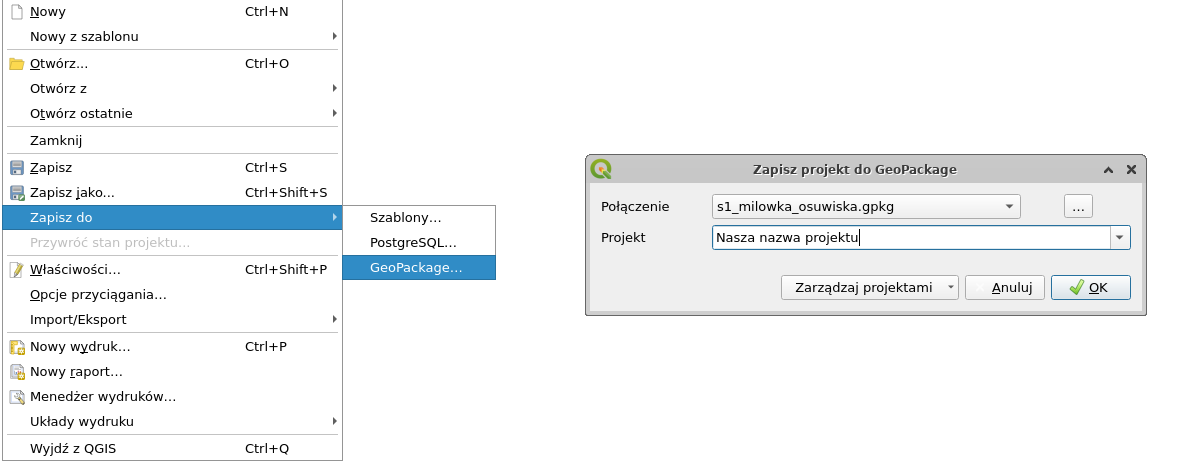 Nowy Ctrl+N
Nowy z szablonu
Otwórz... Ctrl+O
Otwórz z
Otwórz ostatnie
Zamknij
Zapisz Ctrl+S
Zapisz jako... Ctrl+Shift+S
Zapisz do
Przywróć stan projektu...
Właściwości... Ctrl+Shift+P
Opcje przyciągania...
Import/Eksport
Nowy wydruk... Ctrl+P
Nowy raport...
Menedżer wydruków...
Układy wydruku
Wyjdź z QGIS Ctrl+Q
Szablony...
PostgreSQL...
GeoPackage...
Zapisz projekt do GeoPackage
Połączenie s1_milowka_osuwiska.gpkg ...
Projekt Nasza nazwa projektu
Zarządzaj projektami Anuluj OK